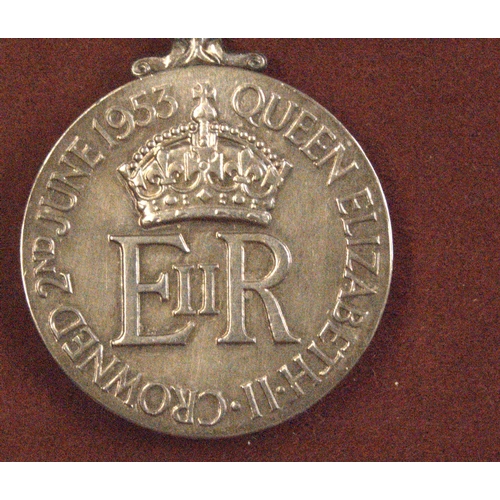 QUEEN ELIZABETH·II·CROWNED 2ND JUNE 1953
EIIR